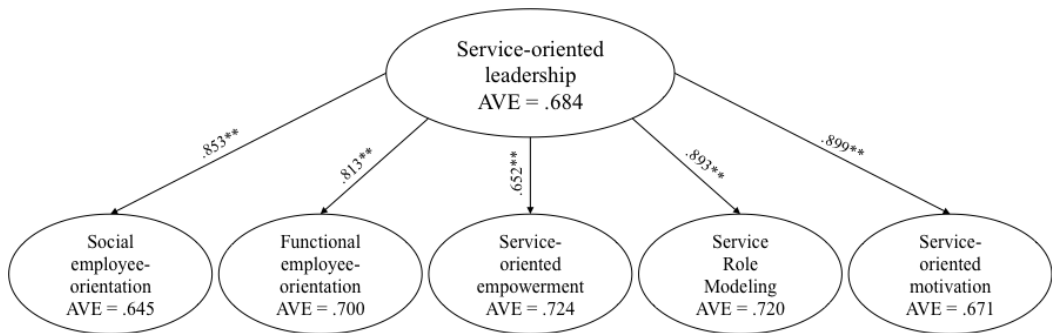 Service-oriented
leadership
AVE = .684
.853**
.813**
.652**
.893**
.899**
Social
employee-
orientation
AVE = .645
Functional
employee-
orientation
AVE = .700
Service-
oriented
empowerment
AVE = .724
Service
Role
Modeling
AVE = .720
Service-
oriented
motivation
AVE = .671